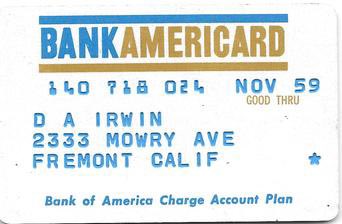 BANKAMERICARD
140 718 024 NOV 59
GOOD THRU
D A IRWIN
2333 MOWRY AVE
FREMONT CALIF *
Bank of America Charge Account Plan